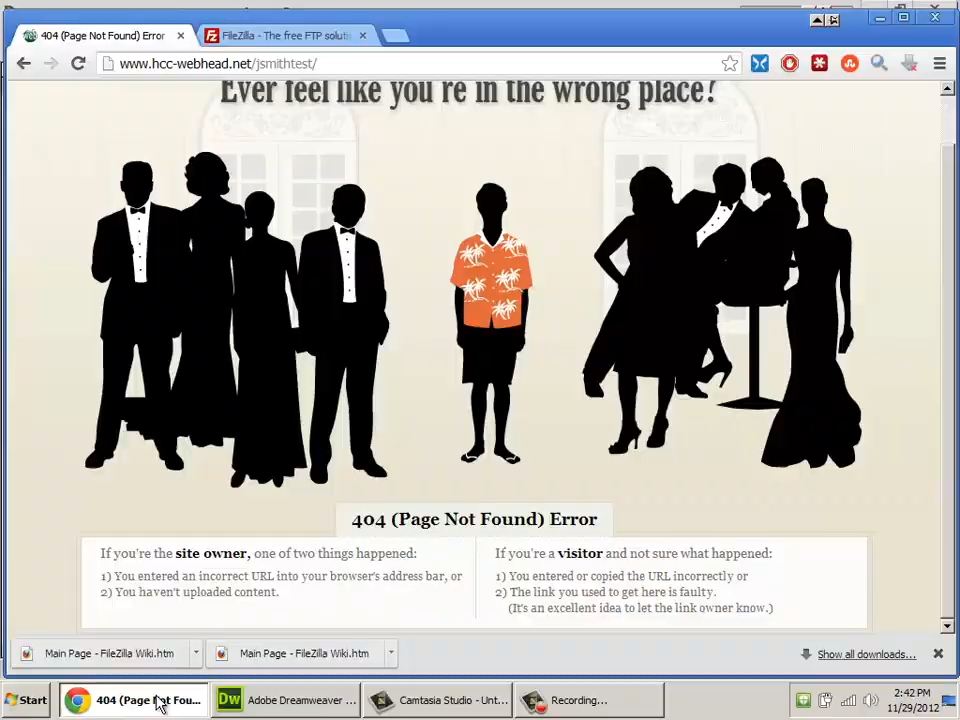 404 (Page Not Found) Error
FileZilla - The free FTP soluti
www.hcc-webhead.net/jsmithtest/
Ever feel like you're in the wrong place?
404 (Page Not Found) Error
If you're the site owner, one of two things happened:
1) You entered an incorrect URL into your browser's address bar, or
2) You haven't uploaded content.
If you're a visitor and not sure what happened:
1) You entered or copied the URL incorrectly or
2) The link you used to get here is faulty.
(It's an excellent idea to let the link owner know.)
Main Page - FileZilla Wiki.htm
Main Page - FileZilla Wiki.htm
Show all downloads...
Start
404 (Page Not Fou...
Dw
Adobe Dreamweaver ...
Camtasia Studio - Unt...
Recording...
2:42 PM
11/29/2012